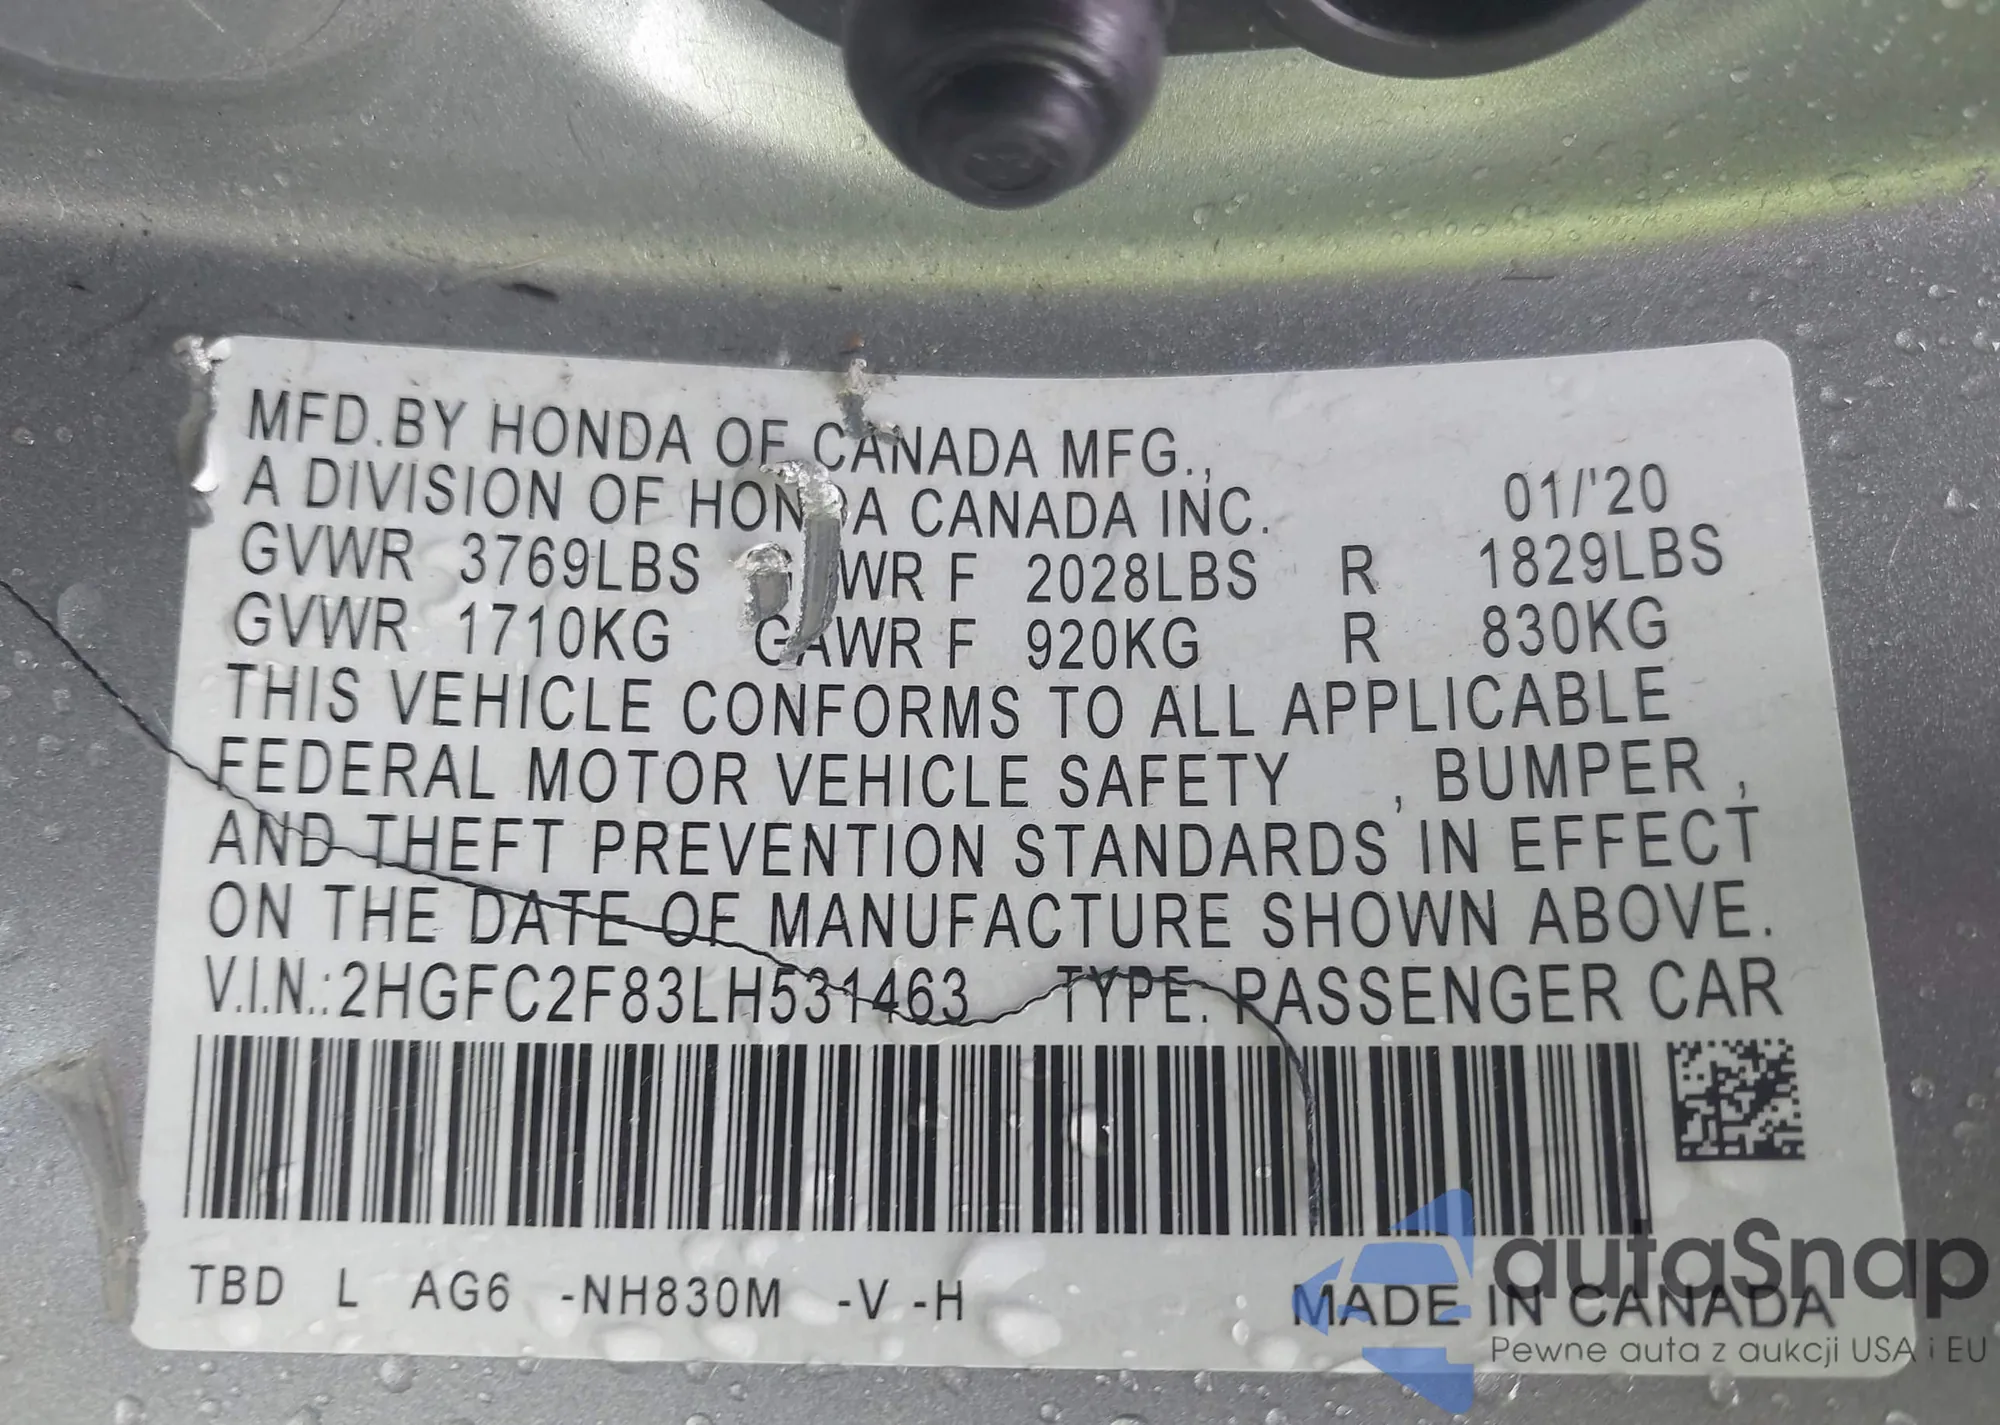 MFD.BY HONDA OF CANADA MFG.,
A DIVISION OF HONDA CANADA INC. 01/'20
GVWR 3769LBS GAWR F 2028LBS R 1829LBS
GVWR 1710KG GAWR F 920KG R 830KG
THIS VEHICLE CONFORMS TO ALL APPLICABLE
FEDERAL MOTOR VEHICLE SAFETY , BUMPER ,
AND THEFT PREVENTION STANDARDS IN EFFECT
ON THE DATE OF MANUFACTURE SHOWN ABOVE.
V.I.N.:2HGFC2F83LH531463 TYPE: PASSENGER CAR
TBD L AG6 -NH830M -V -H MADE IN CANADA
autaSnap
Pewne auta z aukcji USA i EU